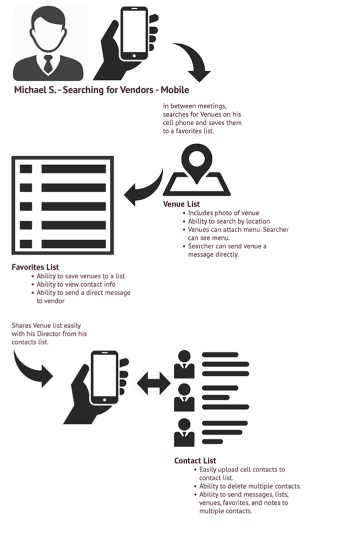 Michael S. - Searching for Vendors - Mobile
In between meetings,
searches for Venues on his
cell phone and saves them
to a favorites list.
Venue List
• Includes photo of venue
• Ability to search by location
• Venues can attach menu. Searcher
can see menu.
• Searcher can send venue a
message directly.
Favorites List
• Ability to save venues to a list
• Ability to view contact info
• Ability to send a direct message
to vendor
Shares Venue list easily
with his Director from his
contacts list.
Contact List
• Easily upload cell contacts to
contact list.
• Ability to delete multiple contacts.
• Ability to send messages, lists,
venues, favorites, and notes to
multiple contacts.